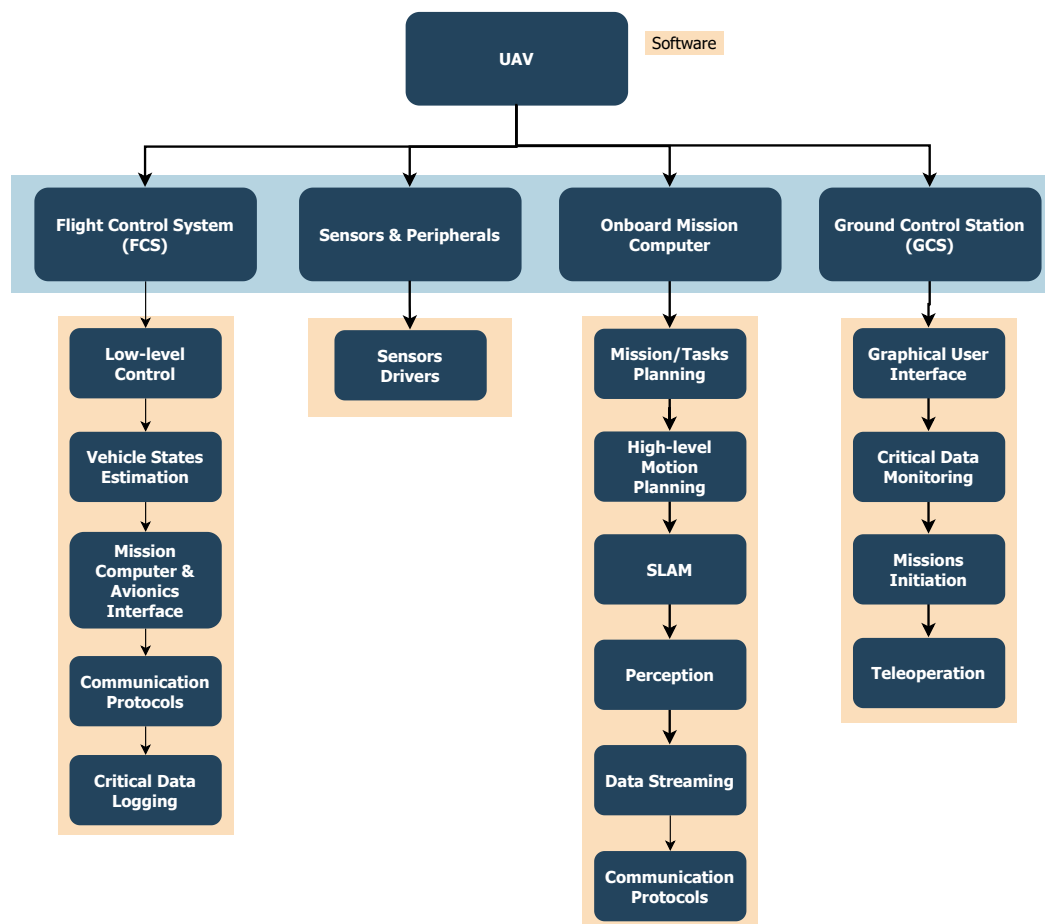 UAV
Software
Flight Control System
(FCS)
Sensors & Peripherals
Onboard Mission
Computer
Ground Control Station
(GCS)
Low-level
Control
Vehicle States
Estimation
Mission
Computer &
Avionics
Interface
Communication
Protocols
Critical Data
Logging
Sensors
Drivers
Mission/Tasks
Planning
High-level
Motion
Planning
SLAM
Perception
Data Streaming
Communication
Protocols
Graphical User
Interface
Critical Data
Monitoring
Missions
Initiation
Teleoperation